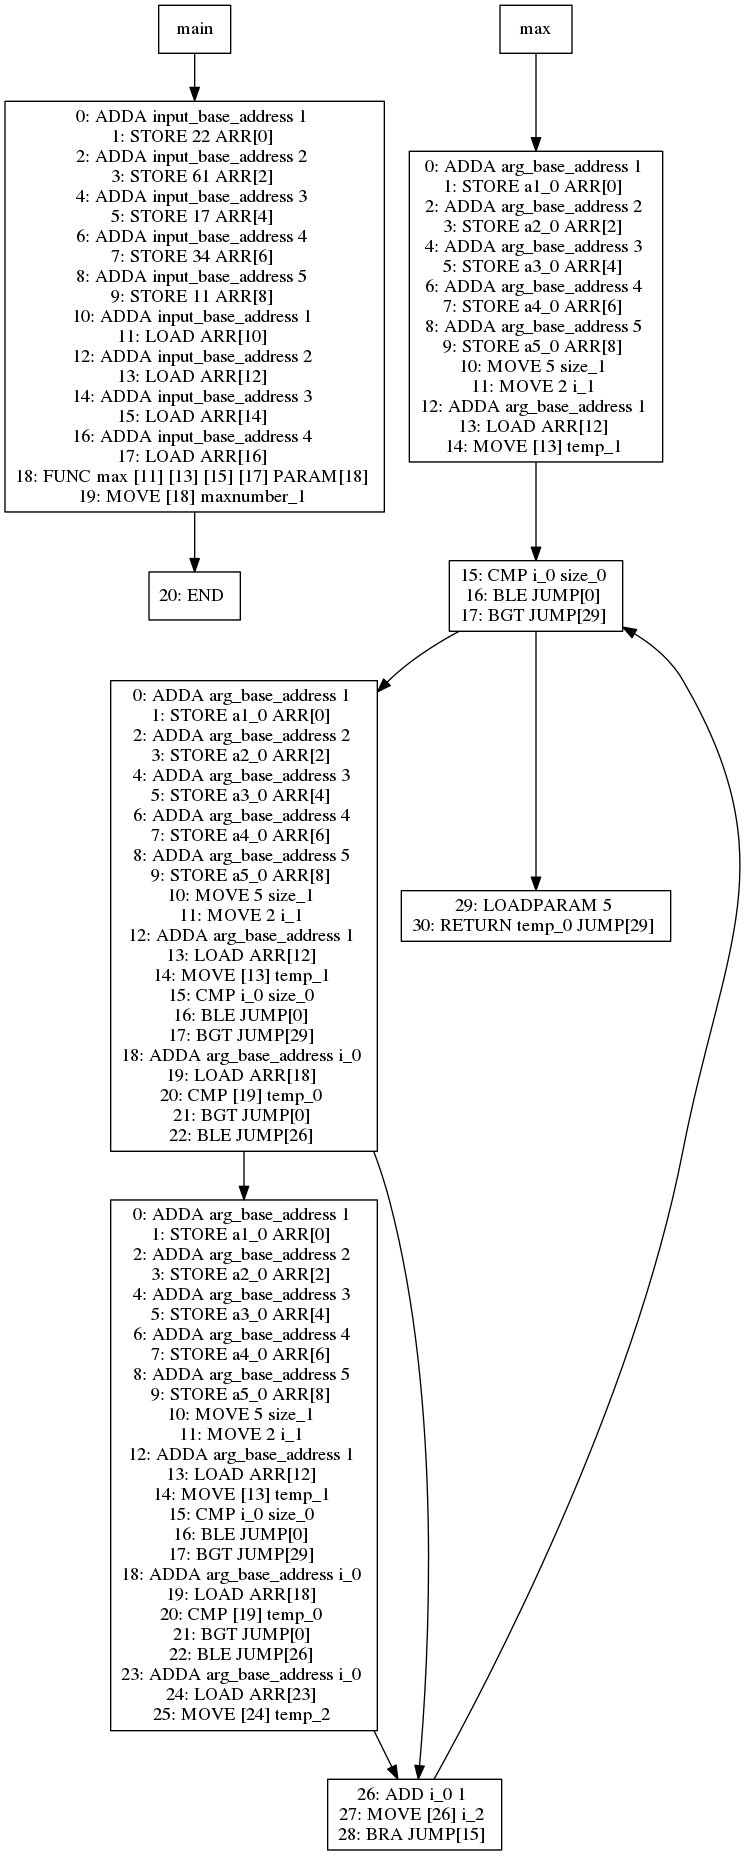 main
0: ADDA input_base_address 1
1: STORE 22 ARR[0]
2: ADDA input_base_address 2
3: STORE 61 ARR[2]
4: ADDA input_base_address 3
5: STORE 17 ARR[4]
6: ADDA input_base_address 4
7: STORE 34 ARR[6]
8: ADDA input_base_address 5
9: STORE 11 ARR[8]
10: ADDA input_base_address 1
11: LOAD ARR[10]
12: ADDA input_base_address 2
13: LOAD ARR[12]
14: ADDA input_base_address 3
15: LOAD ARR[14]
16: ADDA input_base_address 4
17: LOAD ARR[16]
18: FUNC max [11] [13] [15] [17] PARAM[18]
19: MOVE [18] maxnumber_1
20: END
max
0: ADDA arg_base_address 1
1: STORE a1_0 ARR[0]
2: ADDA arg_base_address 2
3: STORE a2_0 ARR[2]
4: ADDA arg_base_address 3
5: STORE a3_0 ARR[4]
6: ADDA arg_base_address 4
7: STORE a4_0 ARR[6]
8: ADDA arg_base_address 5
9: STORE a5_0 ARR[8]
10: MOVE 5 size_1
11: MOVE 2 i_1
12: ADDA arg_base_address 1
13: LOAD ARR[12]
14: MOVE [13] temp_1
15: CMP i_0 size_0
16: BLE JUMP[0]
17: BGT JUMP[29]
0: ADDA arg_base_address 1
1: STORE a1_0 ARR[0]
2: ADDA arg_base_address 2
3: STORE a2_0 ARR[2]
4: ADDA arg_base_address 3
5: STORE a3_0 ARR[4]
6: ADDA arg_base_address 4
7: STORE a4_0 ARR[6]
8: ADDA arg_base_address 5
9: STORE a5_0 ARR[8]
10: MOVE 5 size_1
11: MOVE 2 i_1
12: ADDA arg_base_address 1
13: LOAD ARR[12]
14: MOVE [13] temp_1
15: CMP i_0 size_0
16: BLE JUMP[0]
17: BGT JUMP[29]
18: ADDA arg_base_address i_0
19: LOAD ARR[18]
20: CMP [19] temp_0
21: BGT JUMP[0]
22: BLE JUMP[26]
29: LOADPARAM 5
30: RETURN temp_0 JUMP[29]
0: ADDA arg_base_address 1
1: STORE a1_0 ARR[0]
2: ADDA arg_base_address 2
3: STORE a2_0 ARR[2]
4: ADDA arg_base_address 3
5: STORE a3_0 ARR[4]
6: ADDA arg_base_address 4
7: STORE a4_0 ARR[6]
8: ADDA arg_base_address 5
9: STORE a5_0 ARR[8]
10: MOVE 5 size_1
11: MOVE 2 i_1
12: ADDA arg_base_address 1
13: LOAD ARR[12]
14: MOVE [13] temp_1
15: CMP i_0 size_0
16: BLE JUMP[0]
17: BGT JUMP[29]
18: ADDA arg_base_address i_0
19: LOAD ARR[18]
20: CMP [19] temp_0
21: BGT JUMP[0]
22: BLE JUMP[26]
23: ADDA arg_base_address i_0
24: LOAD ARR[23]
25: MOVE [24] temp_2
26: ADD i_0 1
27: MOVE [26] i_2
28: BRA JUMP[15]